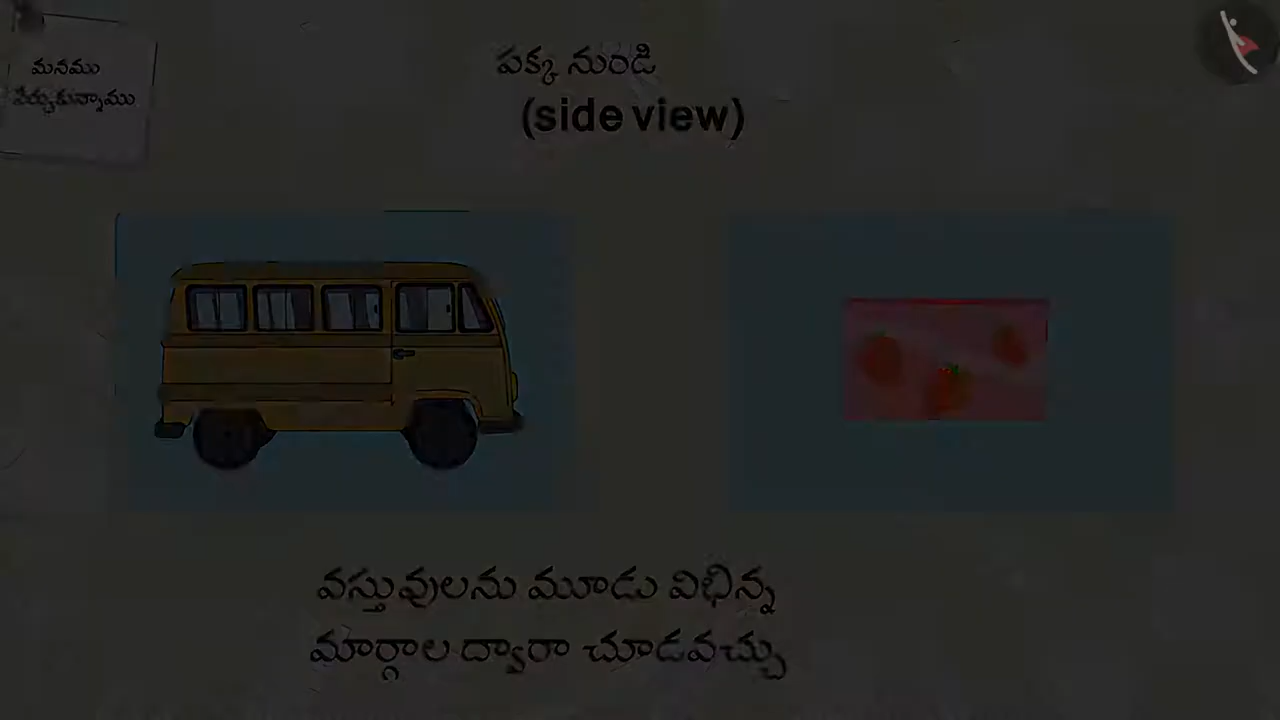 మనము
నేర్చుకున్నాము
పక్క నుండి
(side view)
వస్తువులను మూడు విభిన్న
మార్గాల ద్వారా చూడవచ్చు